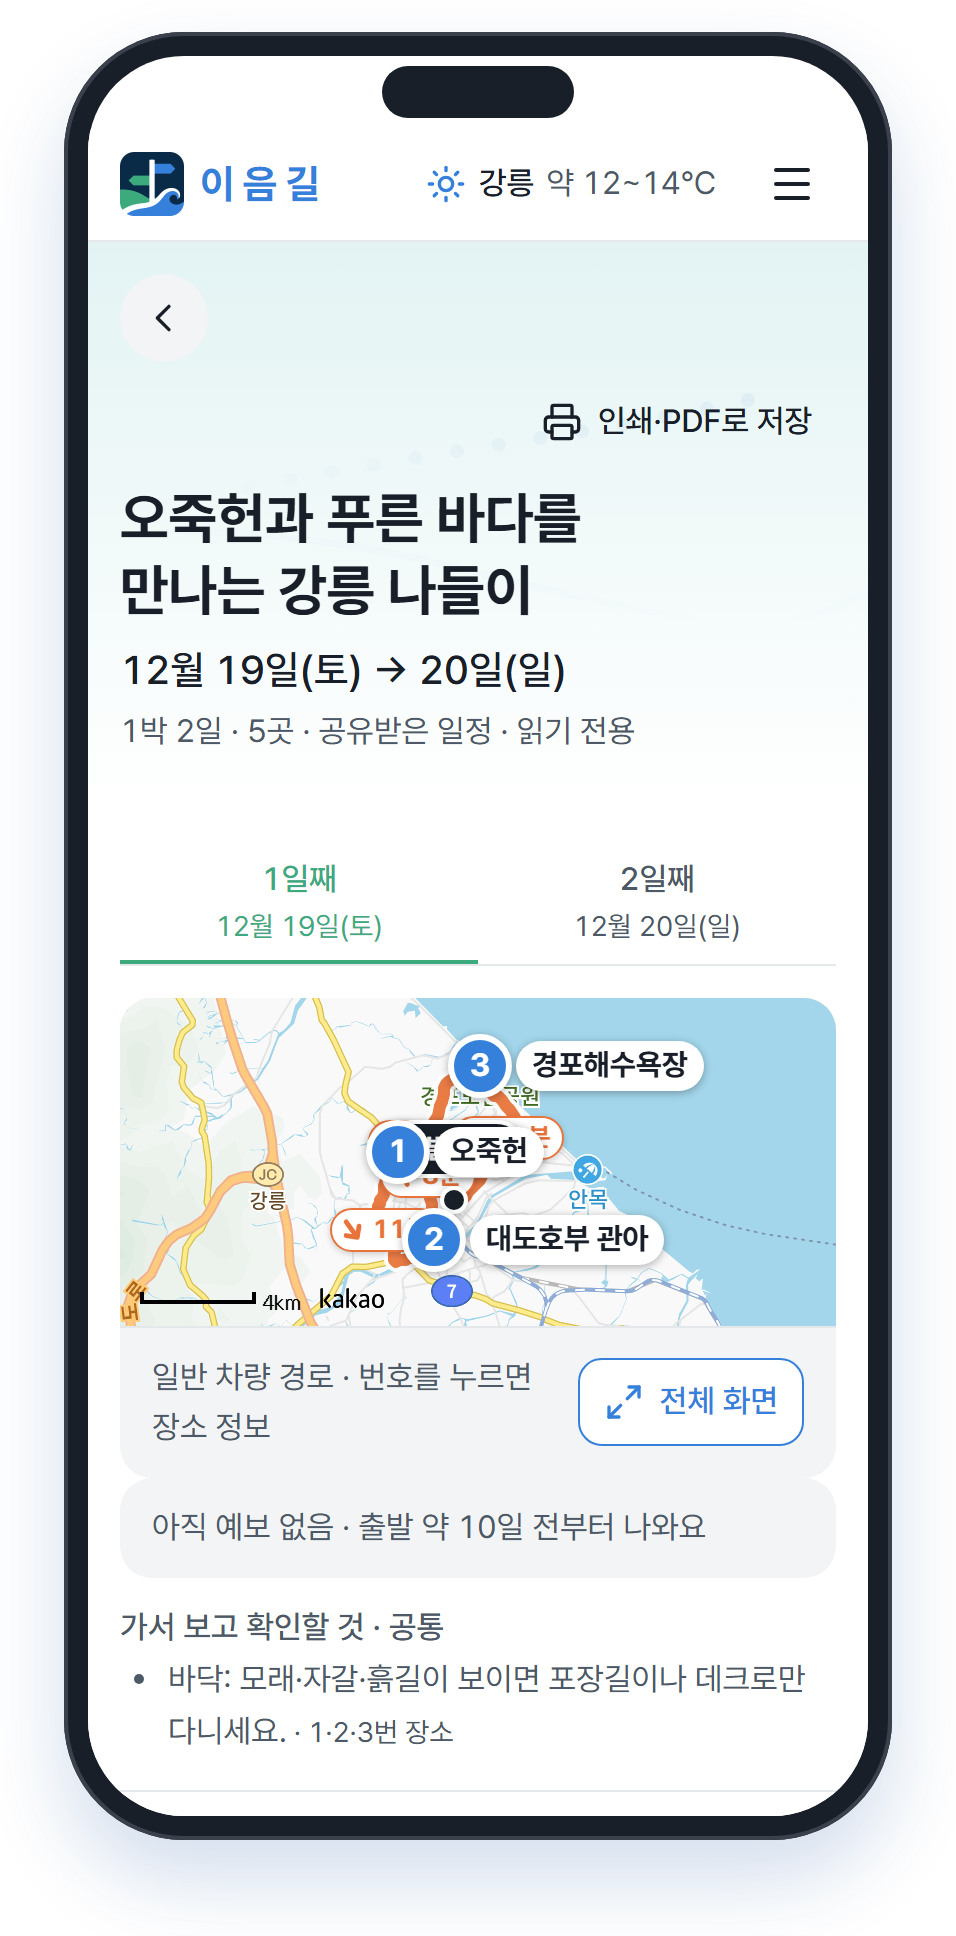 이음길
강릉 약 12~14°C
인쇄·PDF로 저장
오죽헌과 푸른 바다를
만나는 강릉 나들이
12월 19일(토) → 20일(일)
1박 2일 · 5곳 · 공유받은 일정 · 읽기 전용
1일째
12월 19일(토)
2일째
12월 20일(일)
3 경포해수욕장
1 오죽헌
JC
강릉
안목
11
2 대도호부 관아
7
4km kakao
일반 차량 경로 · 번호를 누르면
장소 정보
전체 화면
아직 예보 없음 · 출발 약 10일 전부터 나와요
가서 보고 확인할 것 · 공통
• 바닥: 모래·자갈·흙길이 보이면 포장길이나 데크로만
다니세요. · 1·2·3번 장소